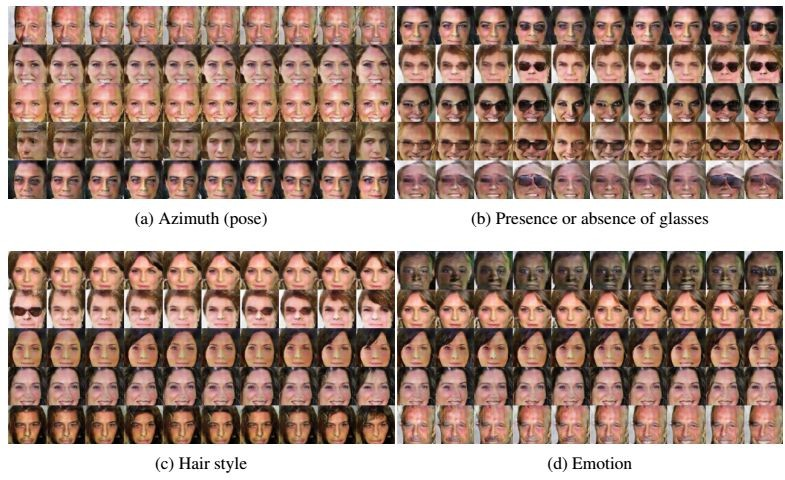 (a) Azimuth (pose)
(b) Presence or absence of glasses
(c) Hair style
(d) Emotion